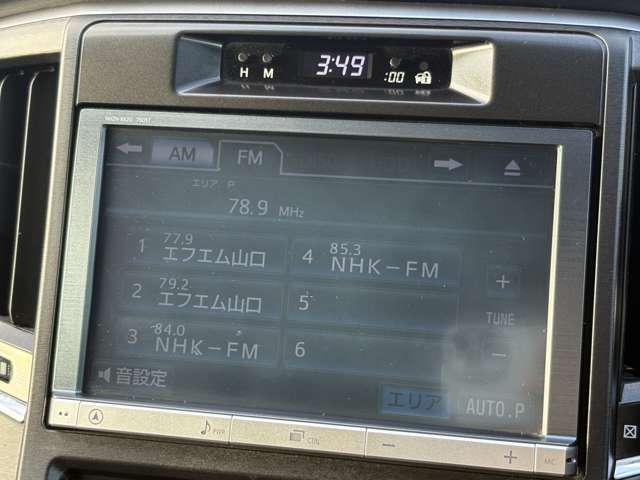 H M 3:49 :00
AM FM
エリア P
78.9 MHz
1 77.9 エフエム山口
4 85.3 NHK-FM
+
2 79.2 エフエム山口
5
TUNE
3 84.0 NHK-FM
6
-
音設定
エリア AUTO.P
PWR
-
+